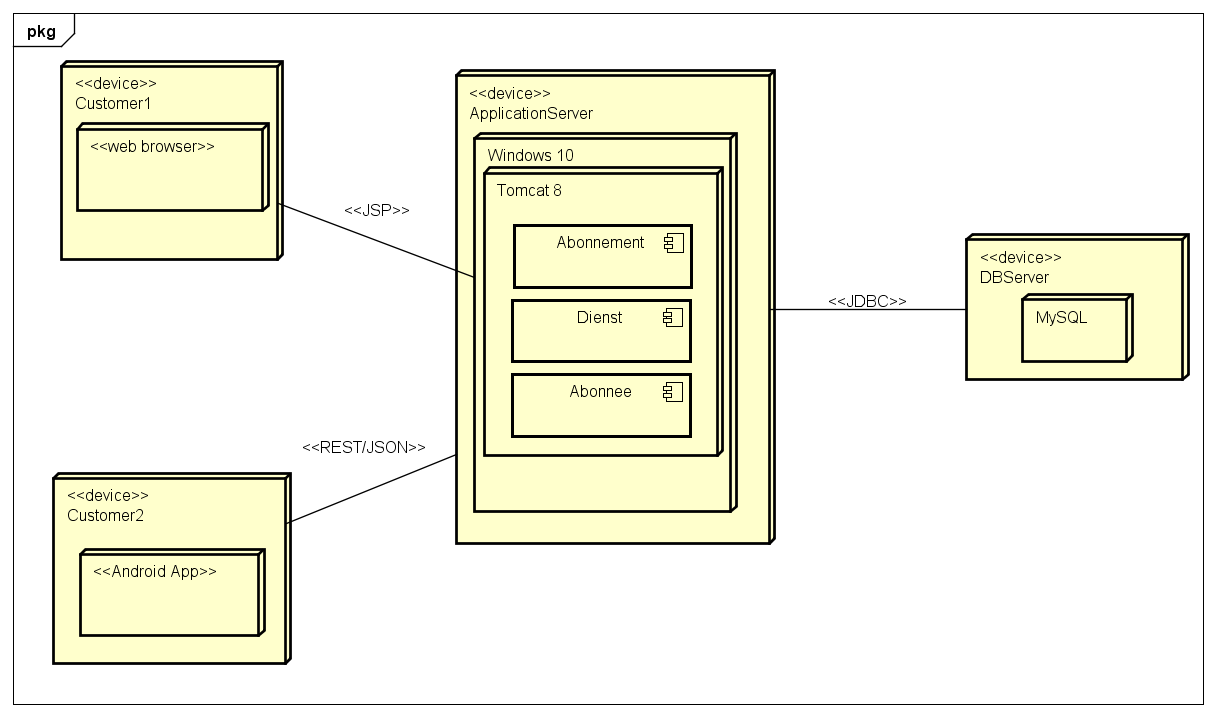 pkg
<<device>>
Customer1
<<web browser>>
<<JSP>>
<<device>>
ApplicationServer
Windows 10
Tomcat 8
Abonnement
Dienst
Abonnee
<<JDBC>>
<<device>>
DBServer
MySQL
<<REST/JSON>>
<<device>>
Customer2
<<Android App>>